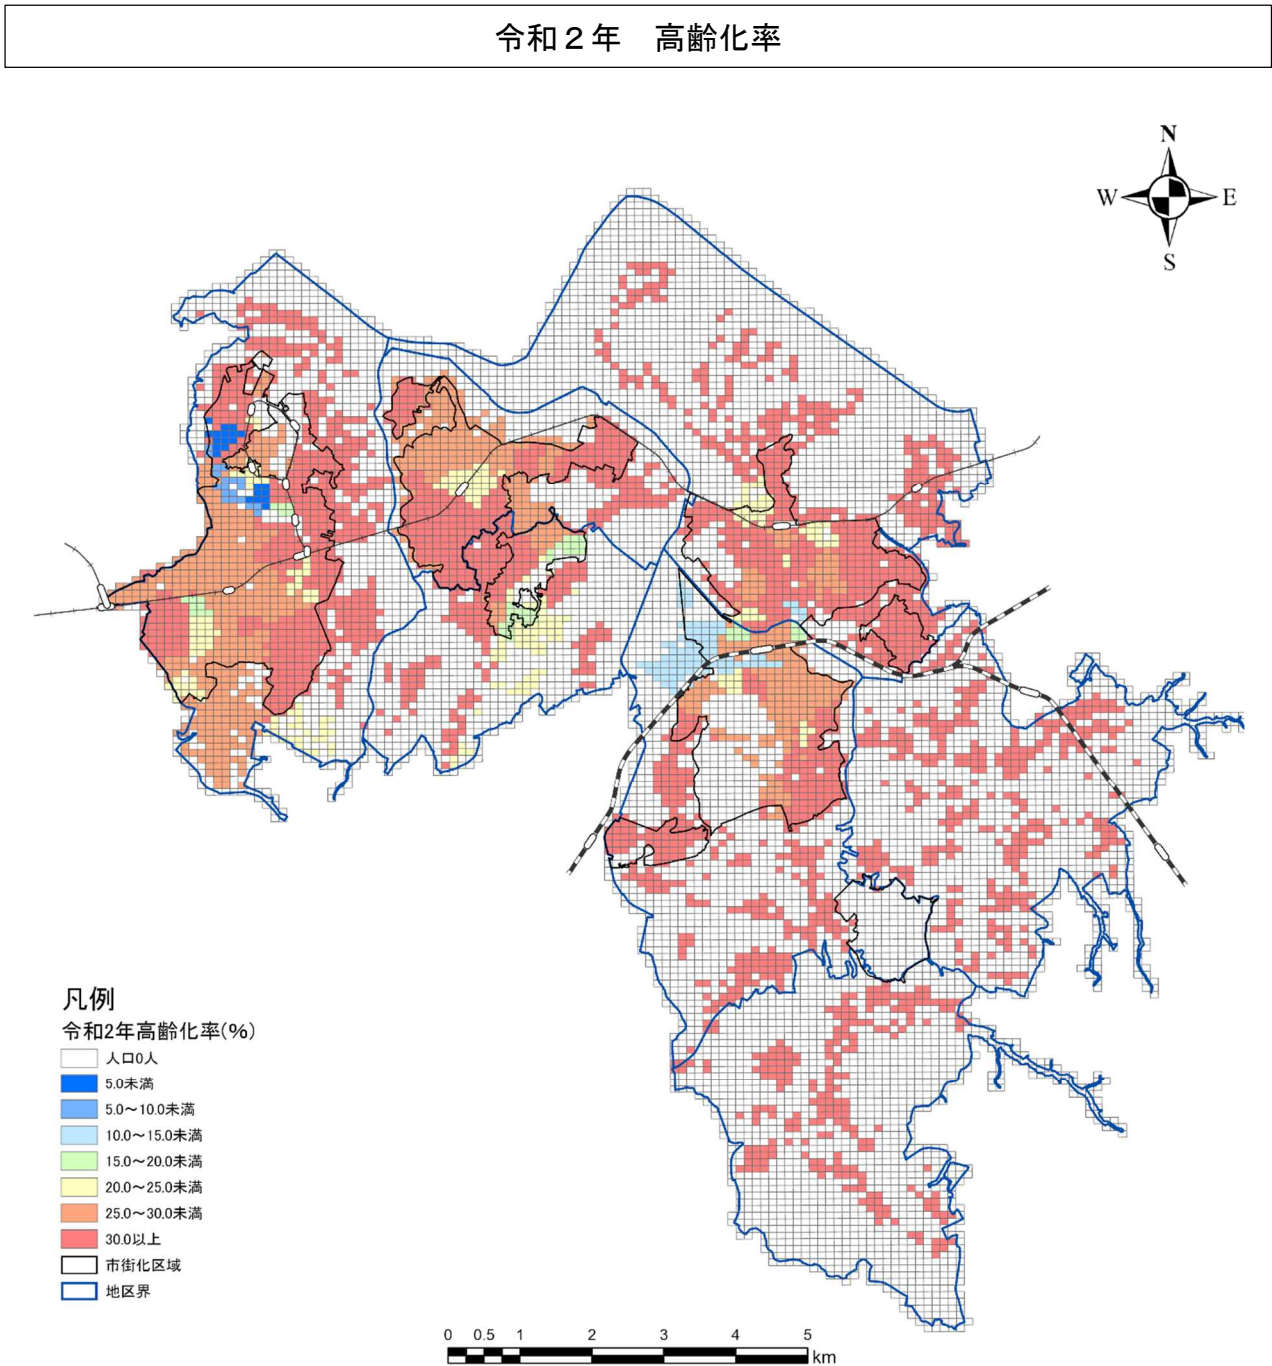 令和２年　高齢化率
N
W
E
S
凡例
令和2年高齢化率(%)
人口0人
5.0未満
5.0～10.0未満
10.0～15.0未満
15.0～20.0未満
20.0～25.0未満
25.0～30.0未満
30.0以上
市街化区域
地区界
0 0.5 1 2 3 4 5
km